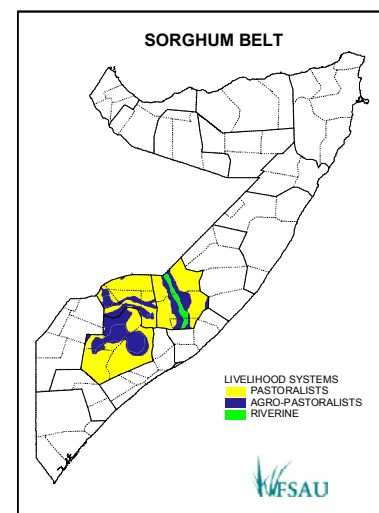 SORGHUM BELT
LIVELIHOOD SYSTEMS
PASTORALISTS
AGRO-PASTORALISTS
RIVERINE
FSAU